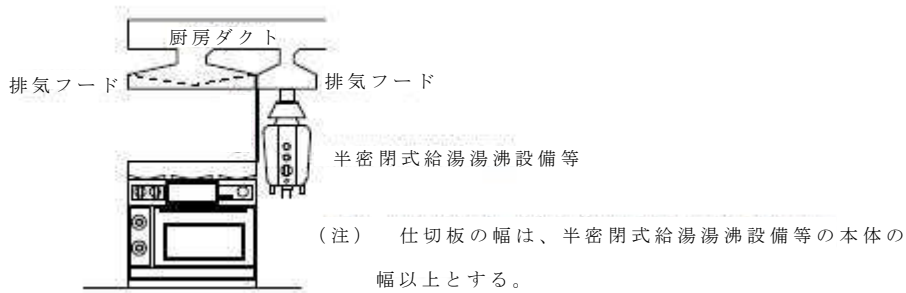 厨房ダクト
排気フード
排気フード
半密閉式給湯湯沸設備等
（注）　仕切板の幅は、半密閉式給湯湯沸設備等の本体の
幅以上とする。